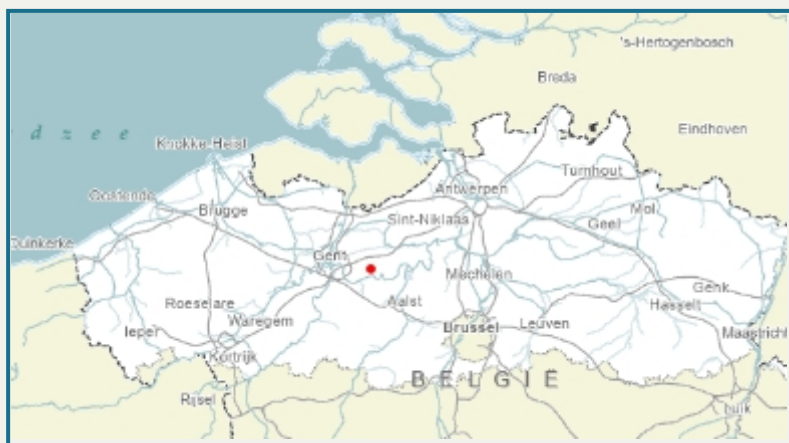 's-Hertogenbosch
Breda
d z e e
Eindhoven
Knokke-Heist
Turnhout
Antwerpen
Oostende
Brugge
Mol
Sint-Niklaas
Geel
Duinkerke
Gent
Mechelen
Genk
Roeselare
Aalst
Hasselt
Ieper
Waregem
Brussel
Leuven
Maastricht
Kortrijk
BELGIË
Rijsel
Luik